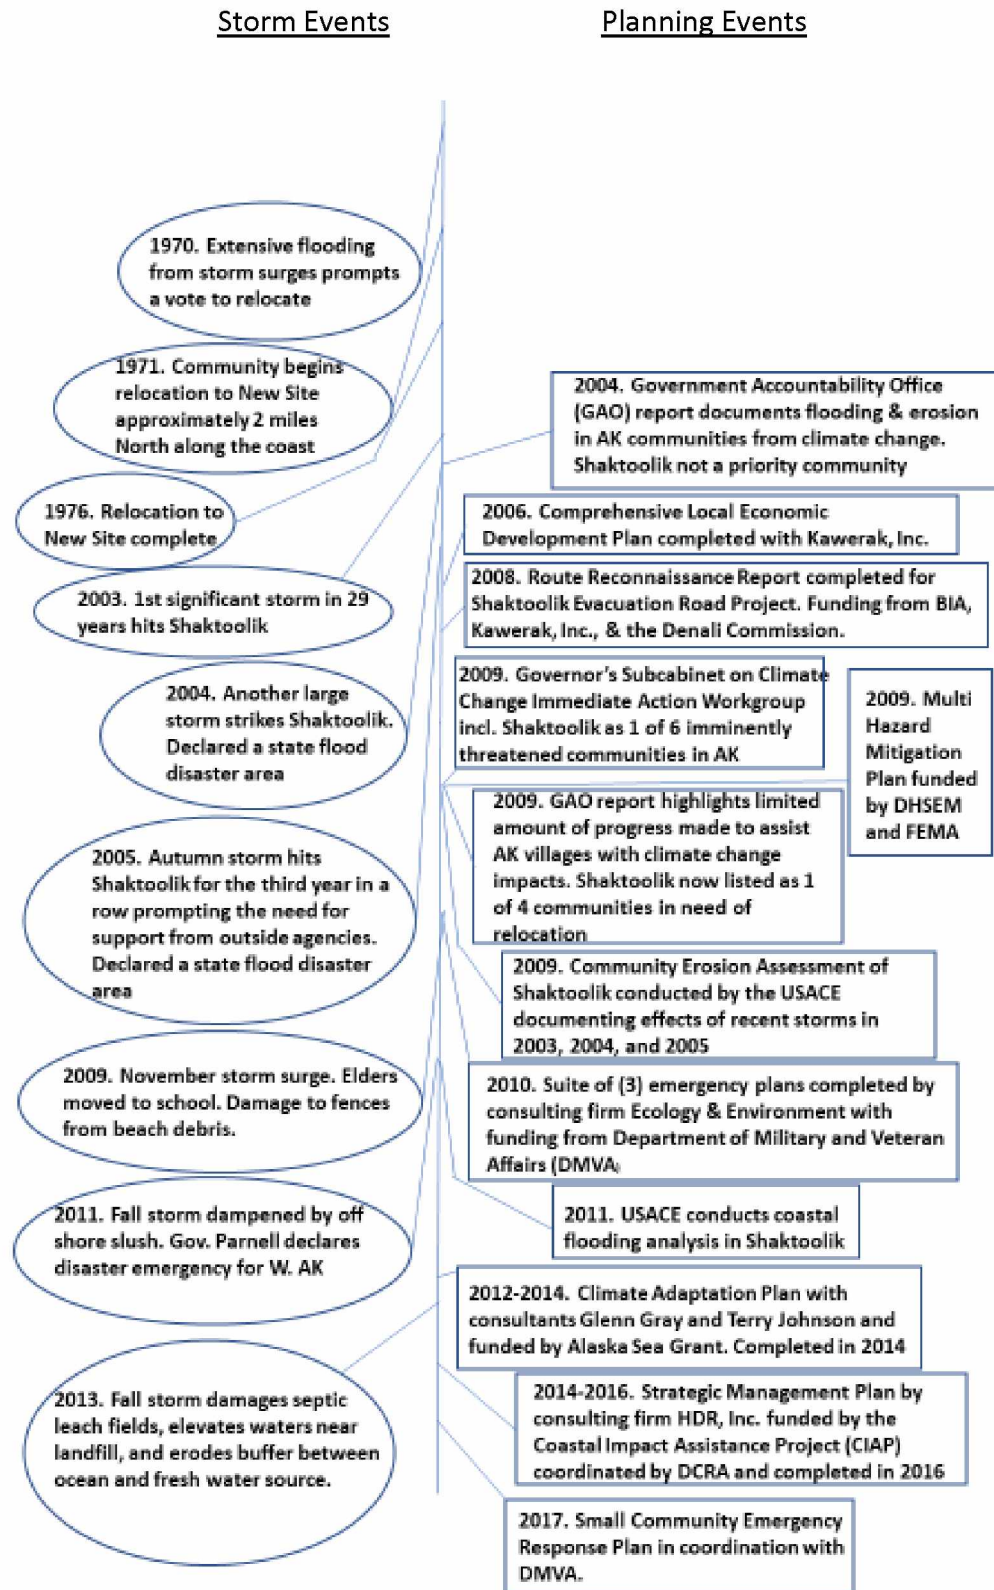 Storm Events
Planning Events
1970. Extensive flooding
from storm surges prompts
a vote to relocate
1971. Community begins
relocation to New Site
approximately 2 miles
North along the coast
1976. Relocation to
New Site complete
2003. 1st significant storm in 29
years hits Shaktoolik
2004. Another large
storm strikes Shaktoolik.
Declared a state flood
disaster area
2005. Autumn storm hits
Shaktoolik for the third year in a
row prompting the need for
support from outside agencies.
Declared a state flood disaster
area
2009. November storm surge. Elders
moved to school. Damage to fences
from beach debris.
2011. Fall storm dampened by off
shore slush. Gov. Parnell declares
disaster emergency for W. AK
2013. Fall storm damages septic
leach fields, elevates waters near
landfill, and erodes buffer between
ocean and fresh water source.
2004. Government Accountability Office
(GAO) report documents flooding & erosion
in AK communities from climate change.
Shaktoolik not a priority community
2006. Comprehensive Local Economic
Development Plan completed with Kawerak, Inc.
2008. Route Reconnaissance Report completed for
Shaktoolik Evacuation Road Project. Funding from BIA,
Kawerak, Inc., & the Denali Commission.
2009. Governor's Subcabinet on Climate
Change Immediate Action Workgroup
incl. Shaktoolik as 1 of 6 imminently
threatened communities in AK
2009. Multi
Hazard
Mitigation
Plan funded
by DHSEM
and FEMA
2009. GAO report highlights limited
amount of progress made to assist
AK villages with climate change
impacts. Shaktoolik now listed as 1
of 4 communities in need of
relocation
2009. Community Erosion Assessment of
Shaktoolik conducted by the USACE
documenting effects of recent storms in
2003, 2004, and 2005
2010. Suite of (3) emergency plans completed by
consulting firm Ecology & Environment with
funding from Department of Military and Veteran
Affairs (DMVA)
2011. USACE conducts coastal
flooding analysis in Shaktoolik
2012-2014. Climate Adaptation Plan with
consultants Glenn Gray and Terry Johnson and
funded by Alaska Sea Grant. Completed in 2014
2014-2016. Strategic Management Plan by
consulting firm HDR, Inc. funded by the
Coastal Impact Assistance Project (CIAP)
coordinated by DCRA and completed in 2016
2017. Small Community Emergency
Response Plan in coordination with
DMVA.